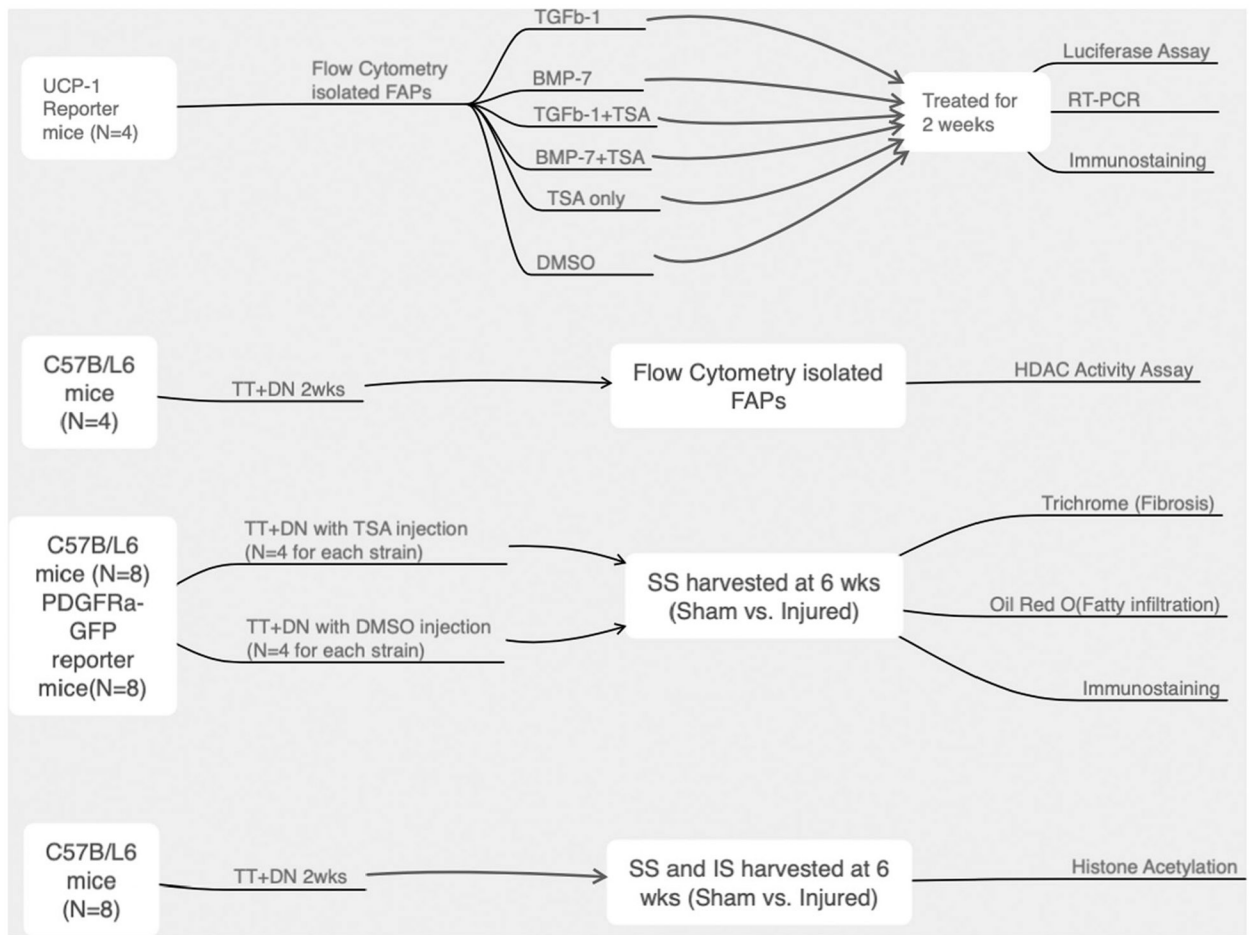 UCP-1
Reporter
mice (N=4)
Flow Cytometry
isolated FAPs
TGFb-1
BMP-7
TGFb-1+TSA
BMP-7+TSA
TSA only
DMSO
Treated for
2 weeks
Luciferase Assay
RT-PCR
Immunostaining
C57B/L6
mice
(N=4)
TT+DN 2wks
Flow Cytometry isolated
FAPs
HDAC Activity Assay
C57B/L6
mice (N=8)
PDGFRa-
GFP
reporter
mice(N=8)
TT+DN with TSA injection
(N=4 for each strain)
TT+DN with DMSO injection
(N=4 for each strain)
SS harvested at 6 wks
(Sham vs. Injured)
Trichrome (Fibrosis)
Oil Red O(Fatty infiltration)
Immunostaining
C57B/L6
mice
(N=8)
TT+DN 2wks
SS and IS harvested at 6
wks (Sham vs. Injured)
Histone Acetylation